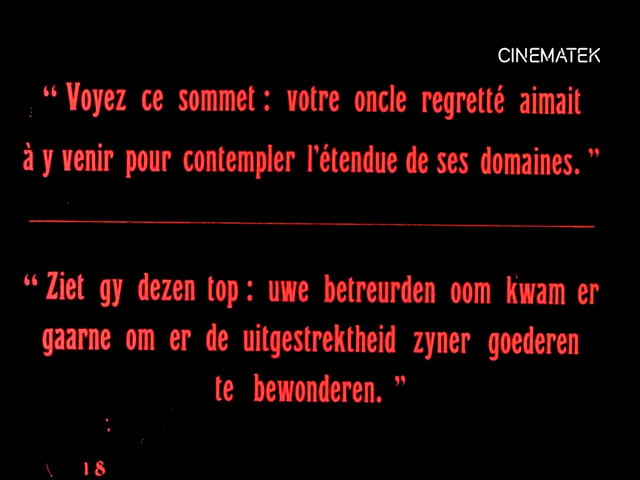 CINEMATEK
“ Voyez ce sommet : votre oncle regretté aimait
à y venir pour contempler l'étendue de ses domaines. ”
“ Ziet gy dezen top : uwe betreurden oom kwam er
gaarne om er de uitgestrektheid zyner goederen
te bewonderen. ”
18